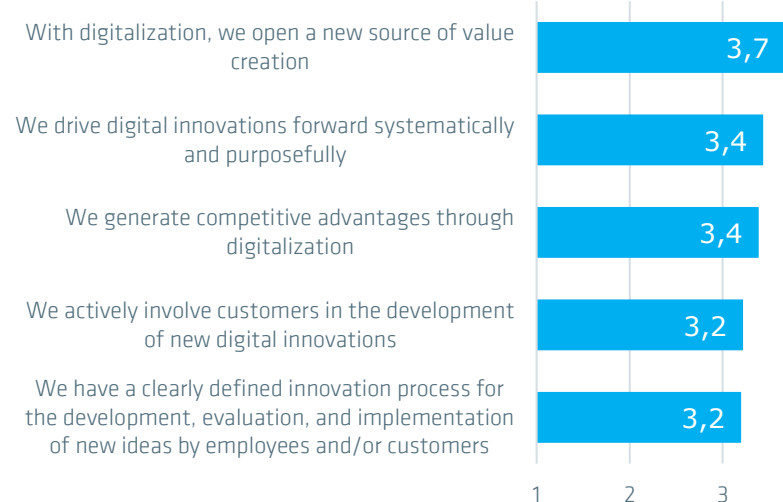 With digitalization, we open a new source of value
creation
3,7
We drive digital innovations forward systematically
and purposefully
3,4
We generate competitive advantages through
digitalization
3,4
We actively involve customers in the development
of new digital innovations
3,2
We have a clearly defined innovation process for
the development, evaluation, and implementation
of new ideas by employees and/or customers
3,2
1 2 3